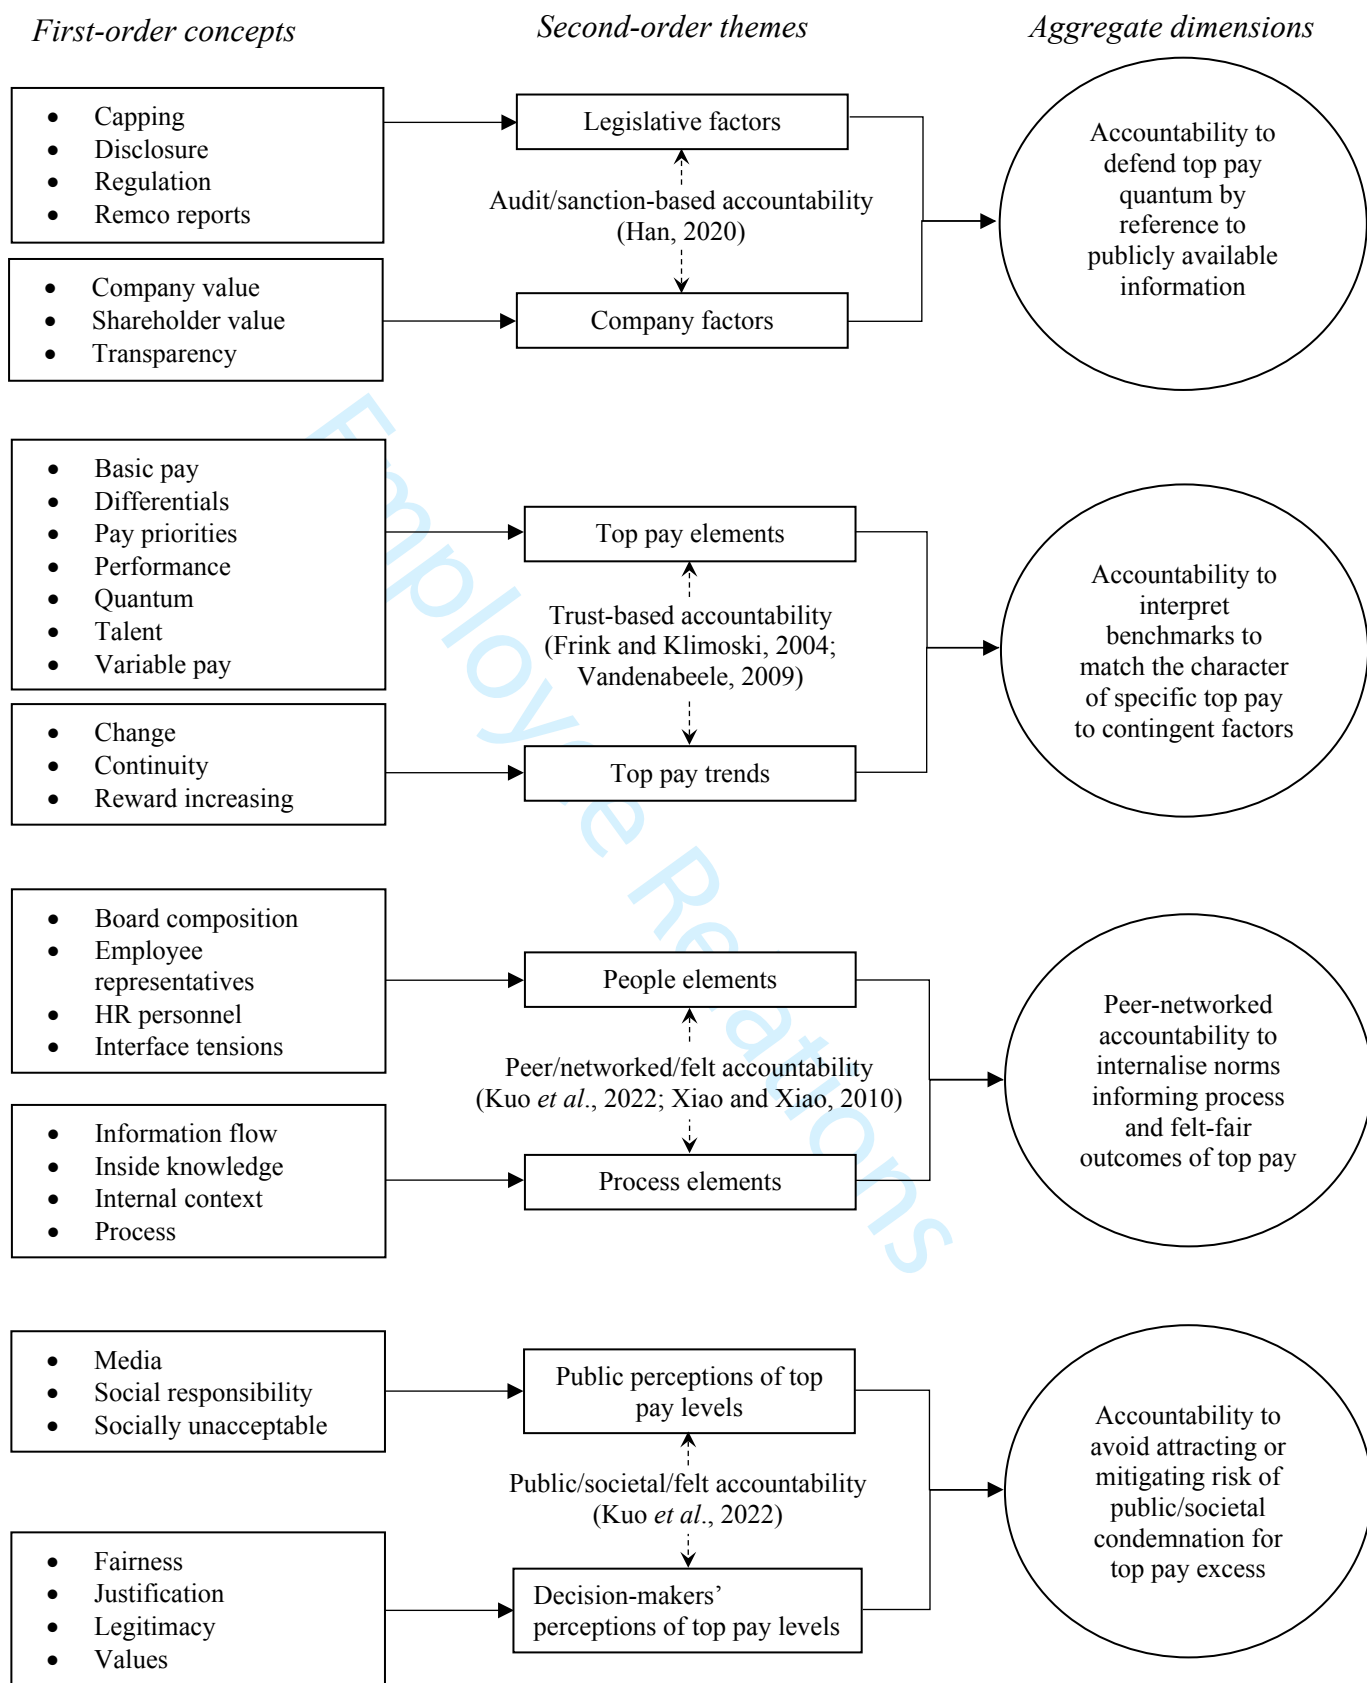 First-order concepts
Second-order themes
Aggregate dimensions
• Capping
• Disclosure
• Regulation
• Remco reports
Legislative factors
Audit/sanction-based accountability
(Han, 2020)
• Company value
• Shareholder value
• Transparency
Company factors
Accountability to
defend top pay
quantum by
reference to
publicly available
information
• Basic pay
• Differentials
• Pay priorities
• Performance
• Quantum
• Talent
• Variable pay
Top pay elements
Trust-based accountability
(Frink and Klimoski, 2004;
Vandenabeele, 2009)
• Change
• Continuity
• Reward increasing
Top pay trends
Accountability to
interpret
benchmarks to
match the character
of specific top pay
to contingent factors
• Board composition
• Employee
representatives
• HR personnel
• Interface tensions
People elements
Peer/networked/felt accountability
(Kuo et al., 2022; Xiao and Xiao, 2010)
• Information flow
• Inside knowledge
• Internal context
• Process
Process elements
Peer-networked
accountability to
internalise norms
informing process
and felt-fair
outcomes of top pay
• Media
• Social responsibility
• Socially unacceptable
Public perceptions of top
pay levels
Public/societal/felt accountability
(Kuo et al., 2022)
• Fairness
• Justification
• Legitimacy
• Values
Decision-makers’
perceptions of top pay levels
Accountability to
avoid attracting or
mitigating risk of
public/societal
condemnation for
top pay excess
Employee Relations